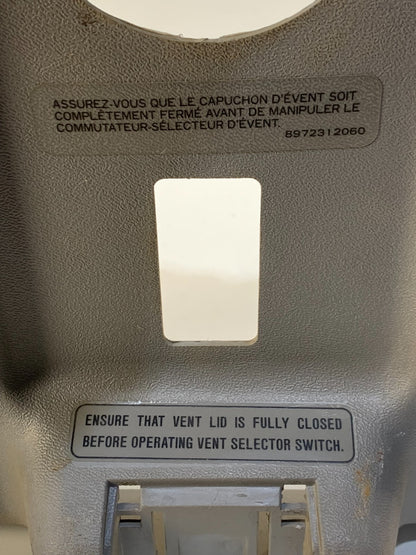 ASSUREZ-VOUS QUE LE CAPUCHON D'ÉVENT SOIT
COMPLÈTEMENT FERMÉ AVANT DE MANIPULER LE
COMMUTATEUR-SÉLECTEUR D'ÉVENT.
8972312060
ENSURE THAT VENT LID IS FULLY CLOSED
BEFORE OPERATING VENT SELECTOR SWITCH.